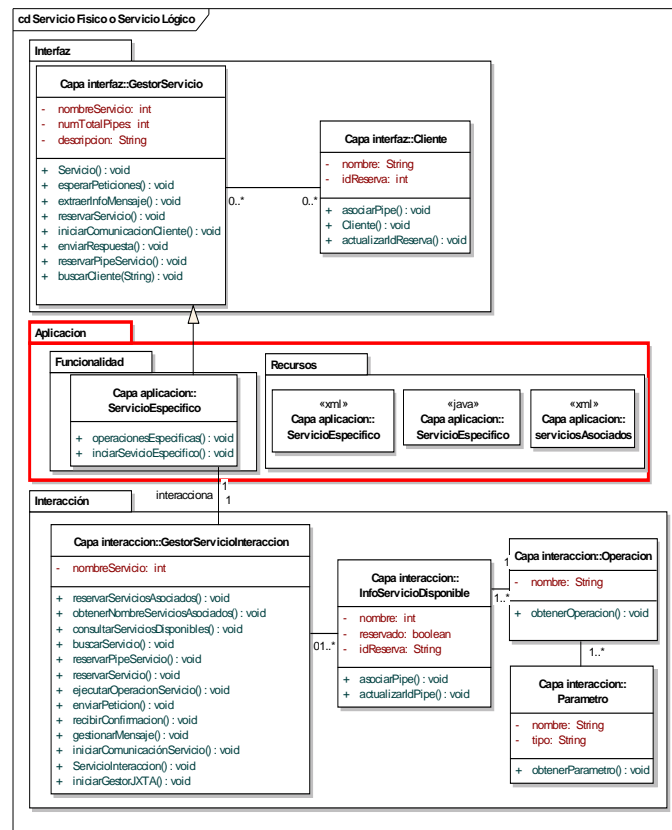 cd Servicio Fisico o Servicio Lógico
Interfaz
Capa interfaz::GestorServicio
- nombreServicio: int
- numTotalPipes: int
- descripcion: String
+ Servicio() : void
+ esperarPeticiones() : void
+ extraerInfoMensaje() : void
+ reservarServicio() : void
+ iniciarComunicacionCliente() : void
+ enviarRespuesta() : void
+ reservarPipeServicio() : void
+ buscarCliente(String) : void
0..*
0..*
Capa interfaz::Cliente
- nombre: String
- idReserva: int
+ asociarPipe() : void
+ Cliente() : void
+ actualizarIdReserva() : void
Aplicacion
Funcionalidad
Capa aplicacion::
ServicioEspecifico
+ operacionesEspecificas() : void
+ inciarSevicioEspecifico() : void
Recursos
«xml»
Capa aplicacion::
ServicioEspecifico
«java»
Capa aplicacion::
ServicioEspecifico
«xml»
Capa aplicacion::
serviciosAsociados
interacciona
1
1
Interacción
Capa interaccion::GestorServicioInteraccion
- nombreServicio: int
+ reservarServiciosAsociados() : void
+ obtenerNombreServiciosAsociados() : void
+ consultarServiciosDisponibles() : void
+ buscarServicio() : void
+ reservarPipeServicio() : void
+ reservarServicio() : void
+ ejecutarOperacionServicio() : void
+ enviarPeticion() : void
+ recibirConfirmacion() : void
+ gestionarMensaje() : void
+ iniciarComunicaciónServicio() : void
+ ServicioInteraccion() : void
+ iniciarGestorJXTA() : void
01..*
Capa interaccion::
InfoServicioDisponible
- nombre: int
- reservado: boolean
- idReserva: String
+ asociarPipe() : void
+ actualizarIdPipe() : void
1
1..*
Capa interaccion::Operacion
- nombre: String
+ obtenerOperacion() : void
1..*
Capa interaccion::
Parametro
- nombre: String
- tipo: String
+ obtenerParametro() : void